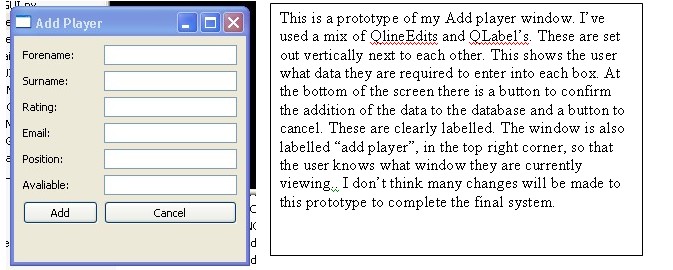 Add Player
Forename:
Surname:
Rating:
Email:
Position:
Avaliable:
Add Cancel
This is a prototype of my Add player window. I've
used a mix of QlineEdits and QLabel's. These are set
out vertically next to each other. This shows the user
what data they are required to enter into each box. At
the bottom of the screen there is a button to confirm
the addition of the data to the database and a button to
cancel. These are clearly labelled. The window is also
labelled “add player”, in the top right corner, so that
the user knows what window they are currently
viewing.. I don't think many changes will be made to
this prototype to complete the final system.